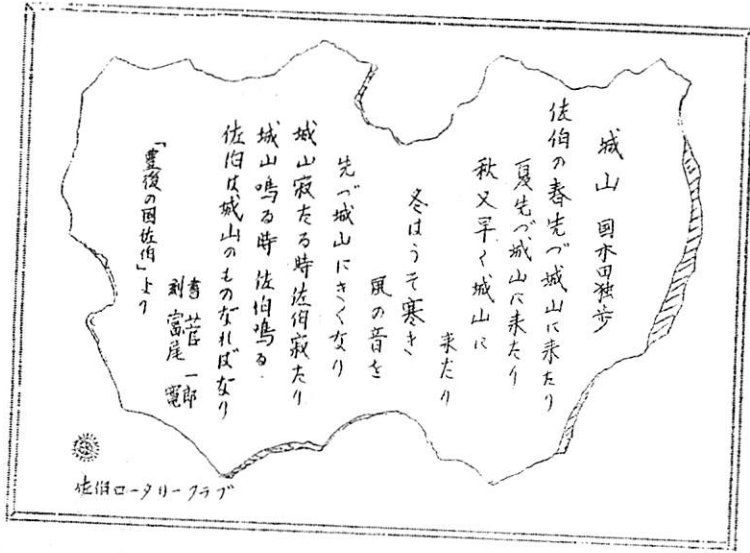 城山 国木田独歩
佐伯の春先づ城山に来たり
夏先づ城山に来たり
秋又早く城山に
来たり
冬はうそ寒き
風の音を
先づ城山にきくなり
城山寂たる時佐伯寂たり
城山鳴る時佐伯鳴る
佐伯は城山のものなればなり
「豊後の国佐伯」より
書 菅 一郎
刻 富尾 寛
佐伯ロータリークラブ